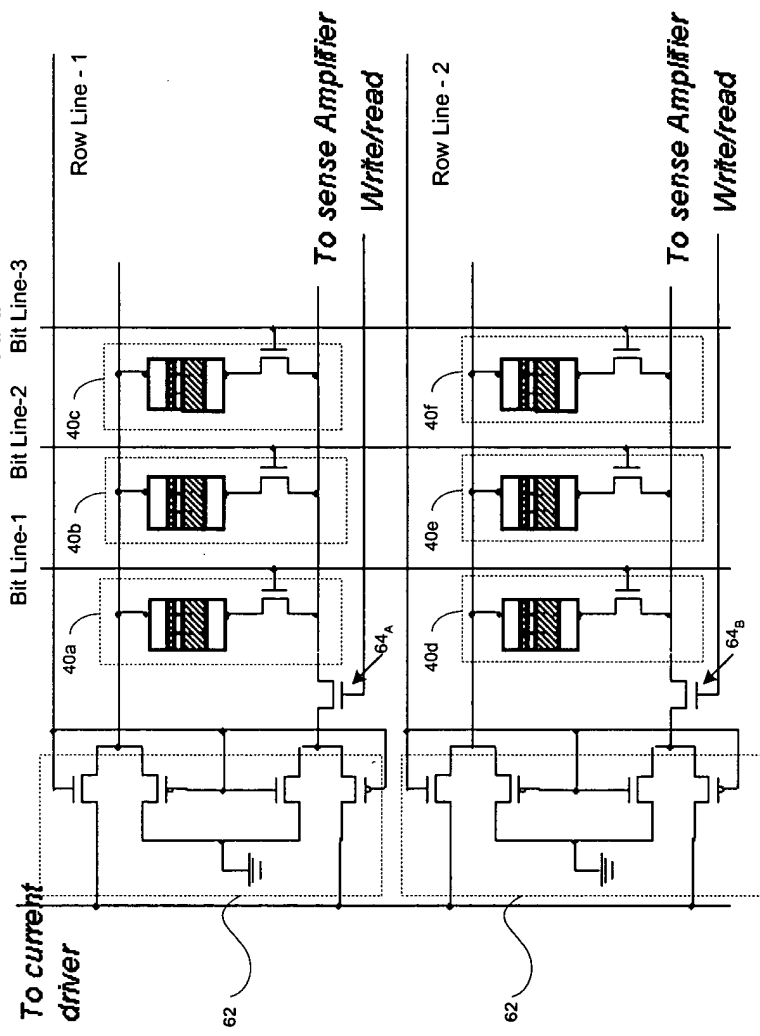 Bit Line-1
Bit Line-2
Bit Line-3
Row Line - 1
40a
40b
40c
To sense Amplifier
Write/read
64A
To current
driver
62
Row Line - 2
40d
40e
40f
To sense Amplifier
Write/read
64B
62